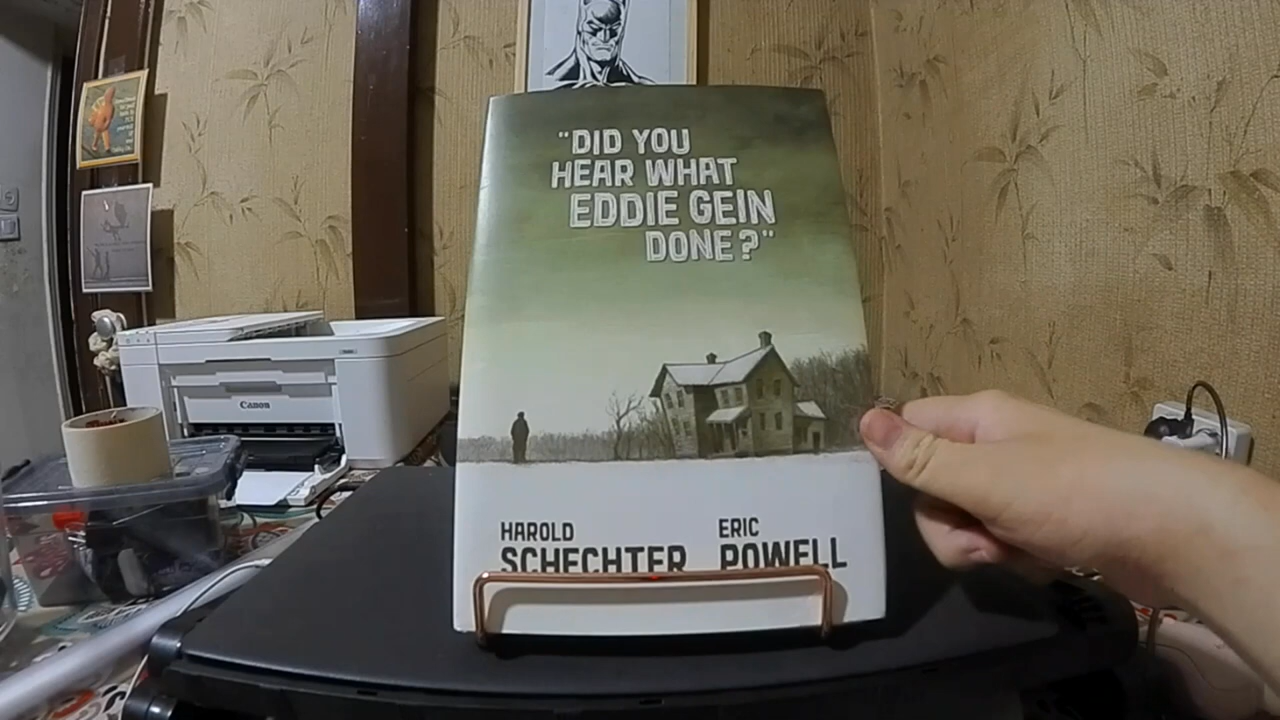 "DID YOU
HEAR WHAT
EDDIE GEIN
DONE?"
HAROLD
SCHECHTER
ERIC
POWELL
Canon